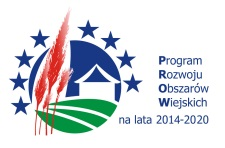 Program
Rozwoju
Obszarów
Wiejskich
na lata 2014-2020